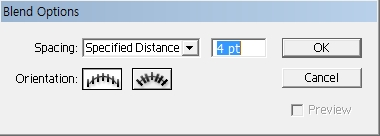 Blend Options
Spacing: Specified Distance 4 pt OK
Orientation: Cancel
Preview